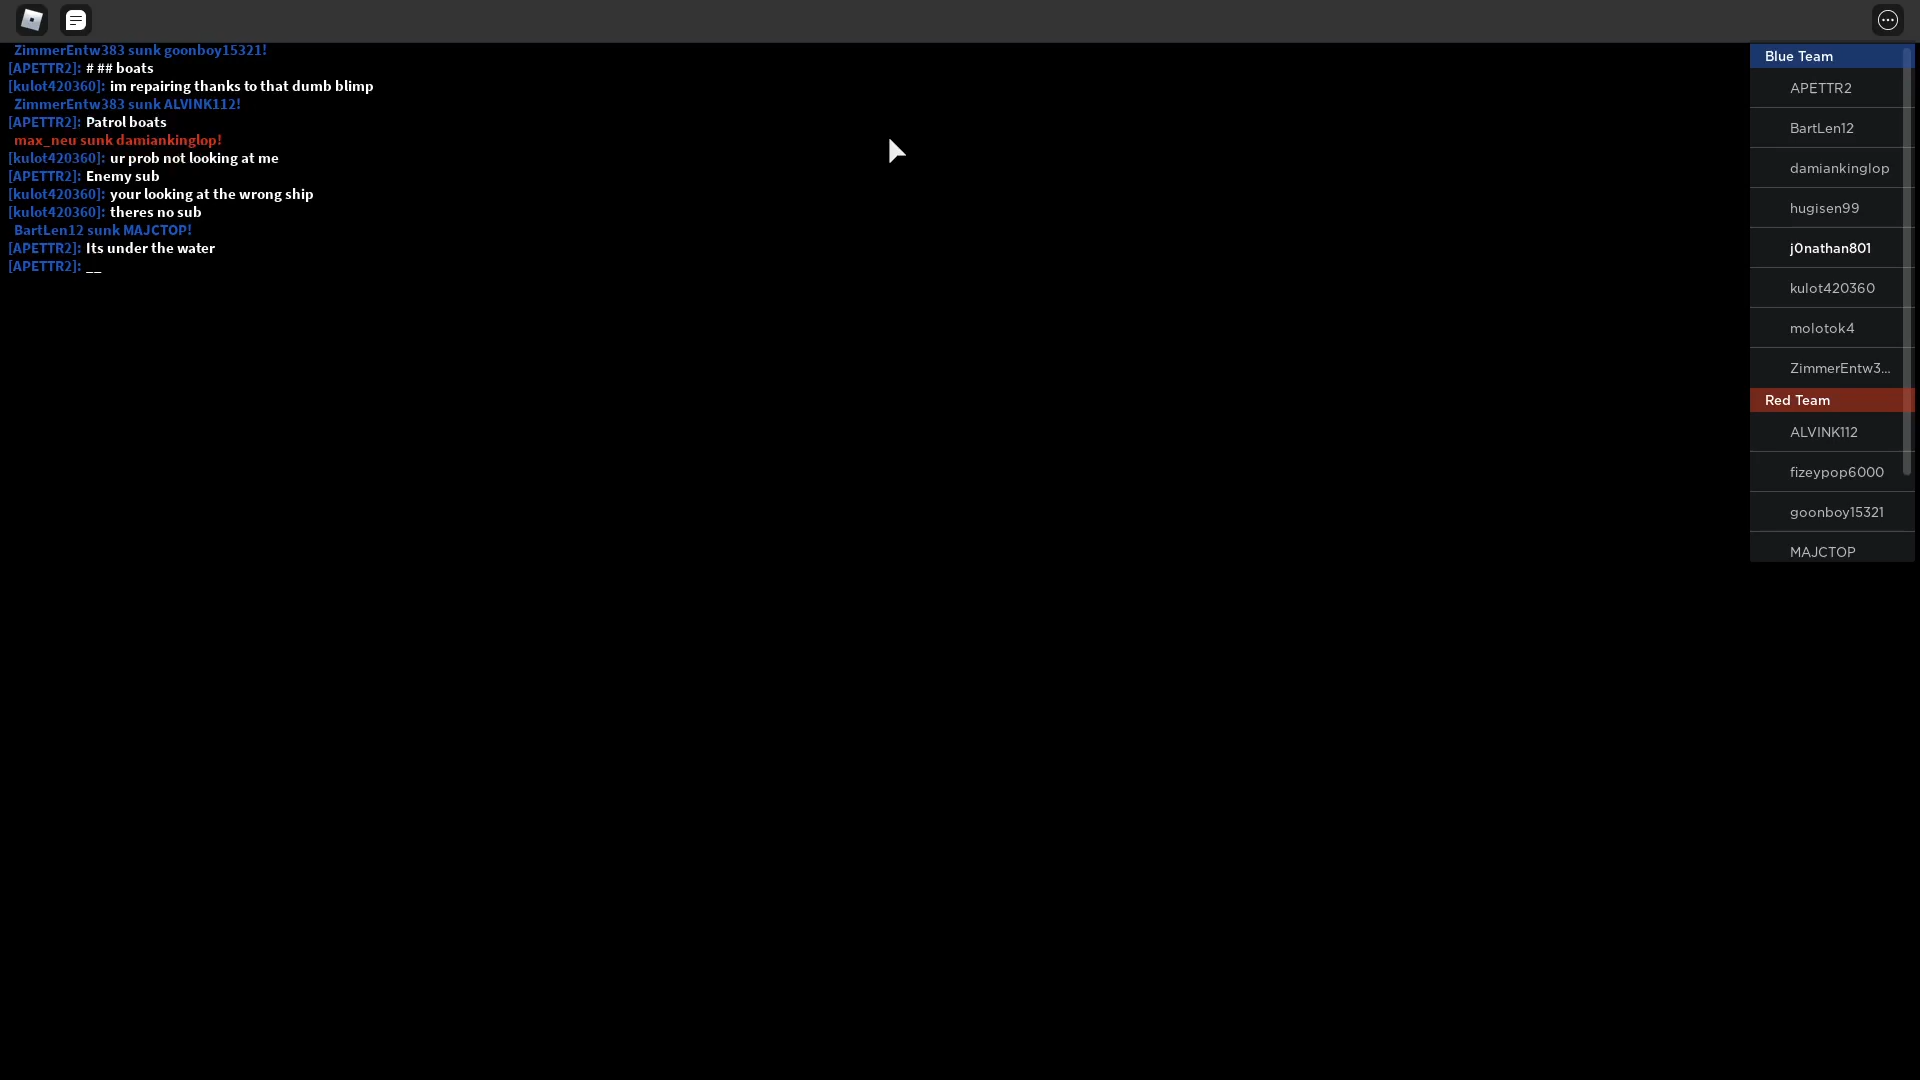 ZimmerEntw383 sunk goonboy15321!
[APETTR2]: # ## boats
[kulot420360]: im repairing thanks to that dumb blimp
ZimmerEntw383 sunk ALVINK112!
[APETTR2]: Patrol boats
max_neu sunk damiankinglop!
[kulot420360]: ur prob not looking at me
[APETTR2]: Enemy sub
[kulot420360]: your looking at the wrong ship
[kulot420360]: theres no sub
BartLen12 sunk MAJCTOP!
[APETTR2]: Its under the water
[APETTR2]: __
Blue Team
APETTR2
BartLen12
damiankinglop
hugisen99
j0nathan801
kulot420360
molotok4
ZimmerEntw3...
Red Team
ALVINK112
fizeypop6000
goonboy15321
MAJCTOP